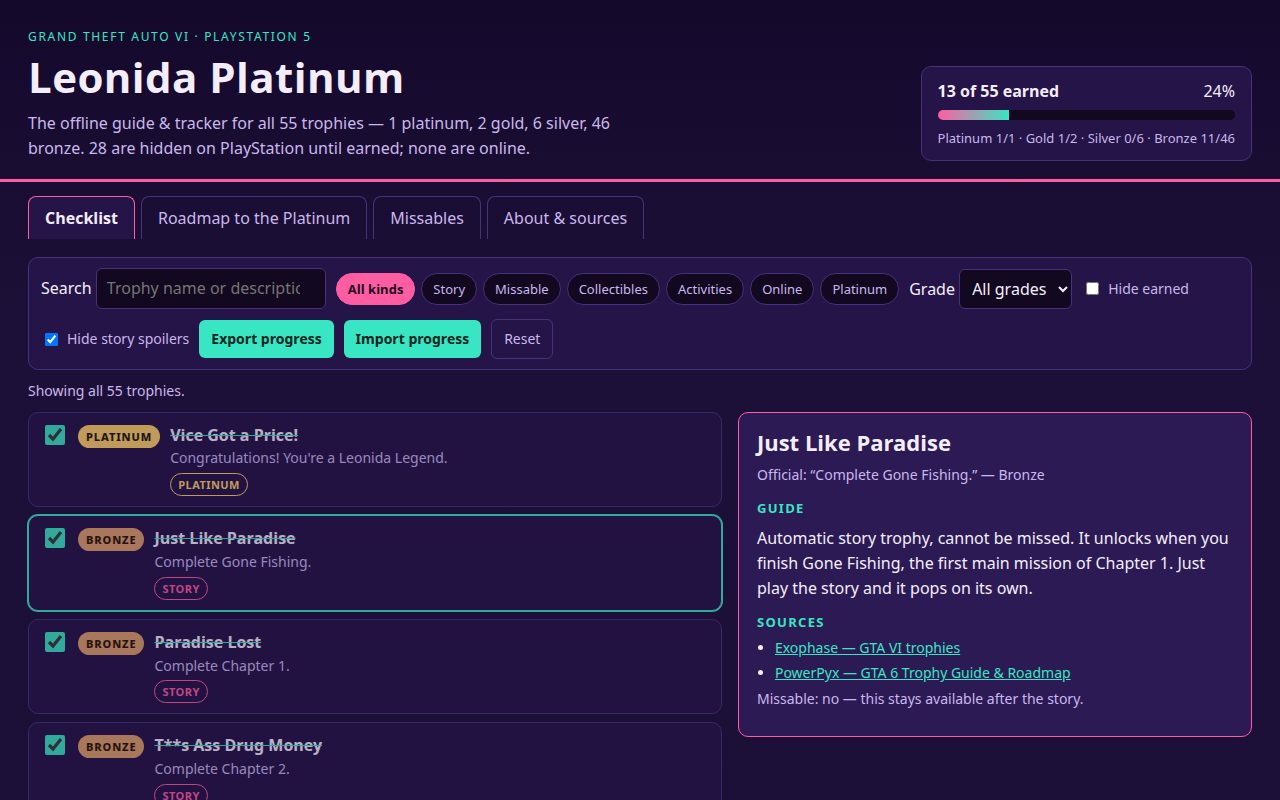 GRAND THEFT AUTO VI · PLAYSTATION 5
Leonida Platinum
The offline guide & tracker for all 55 trophies — 1 platinum, 2 gold, 6 silver, 46
bronze. 28 are hidden on PlayStation until earned; none are online.
13 of 55 earned 24%
Platinum 1/1 · Gold 1/2 · Silver 0/6 · Bronze 11/46
Checklist Roadmap to the Platinum Missables About & sources
Search Trophy name or descriptic All kinds Story Missable Collectibles Activities Online Platinum Grade All grades Hide earned
Hide story spoilers Export progress Import progress Reset
Showing all 55 trophies.
PLATINUM Vice Got a Price!
Congratulations! You're a Leonida Legend.
PLATINUM
BRONZE Just Like Paradise
Complete Gone Fishing.
STORY
BRONZE Paradise Lost
Complete Chapter 1.
STORY
BRONZE T**s Ass Drug Money
Complete Chapter 2.
STORY
Just Like Paradise
Official: “Complete Gone Fishing.” — Bronze
GUIDE
Automatic story trophy, cannot be missed. It unlocks when you
finish Gone Fishing, the first main mission of Chapter 1. Just
play the story and it pops on its own.
SOURCES
Exophase — GTA VI trophies
PowerPyx — GTA 6 Trophy Guide & Roadmap
Missable: no — this stays available after the story.